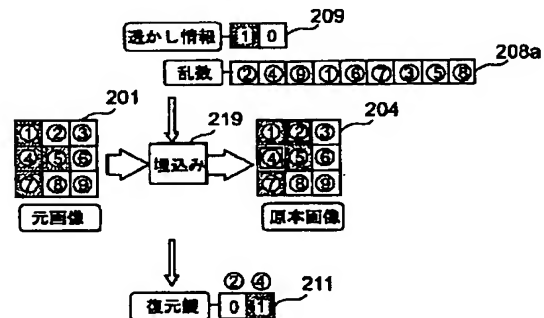 209
透かし情報 1 0
208a
乱数 ② ④ ⑨ ① ⑥ ⑦ ③ ⑤ ⑧
201
219
204
① ② ③
④ ⑤ ⑥
⑦ ⑧ ⑨
埋込み
① ② ③
④ ⑤ ⑥
⑦ ⑧ ⑨
元画像
原本画像
② ④
復元鍵 0 1
211